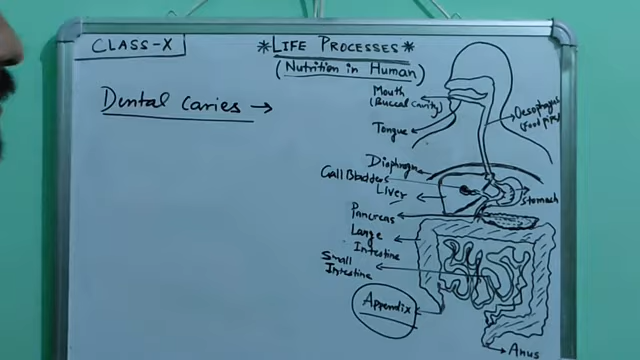 CLASS-X
*LIFE PROCESSES*
(Nutrition in Human)
Dental Caries →
Mouth
(Buccal Cavity)
Oesophagus
(Food pipe)
Tongue
Diaphragm
Gall Bladder
Liver
Stomach
Pancreas
Large
Intestine
Small
Intestine
Appendix
Anus